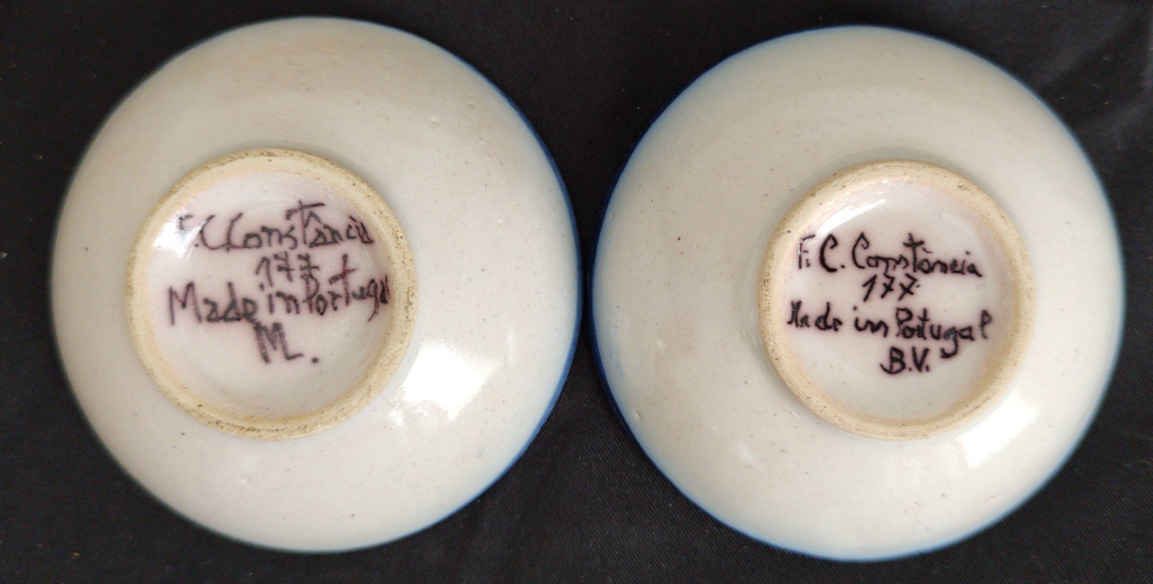 F.C Constância
177
Made in Portugal
M.
F. C. Constância
177
Made in Portugal
B.V.